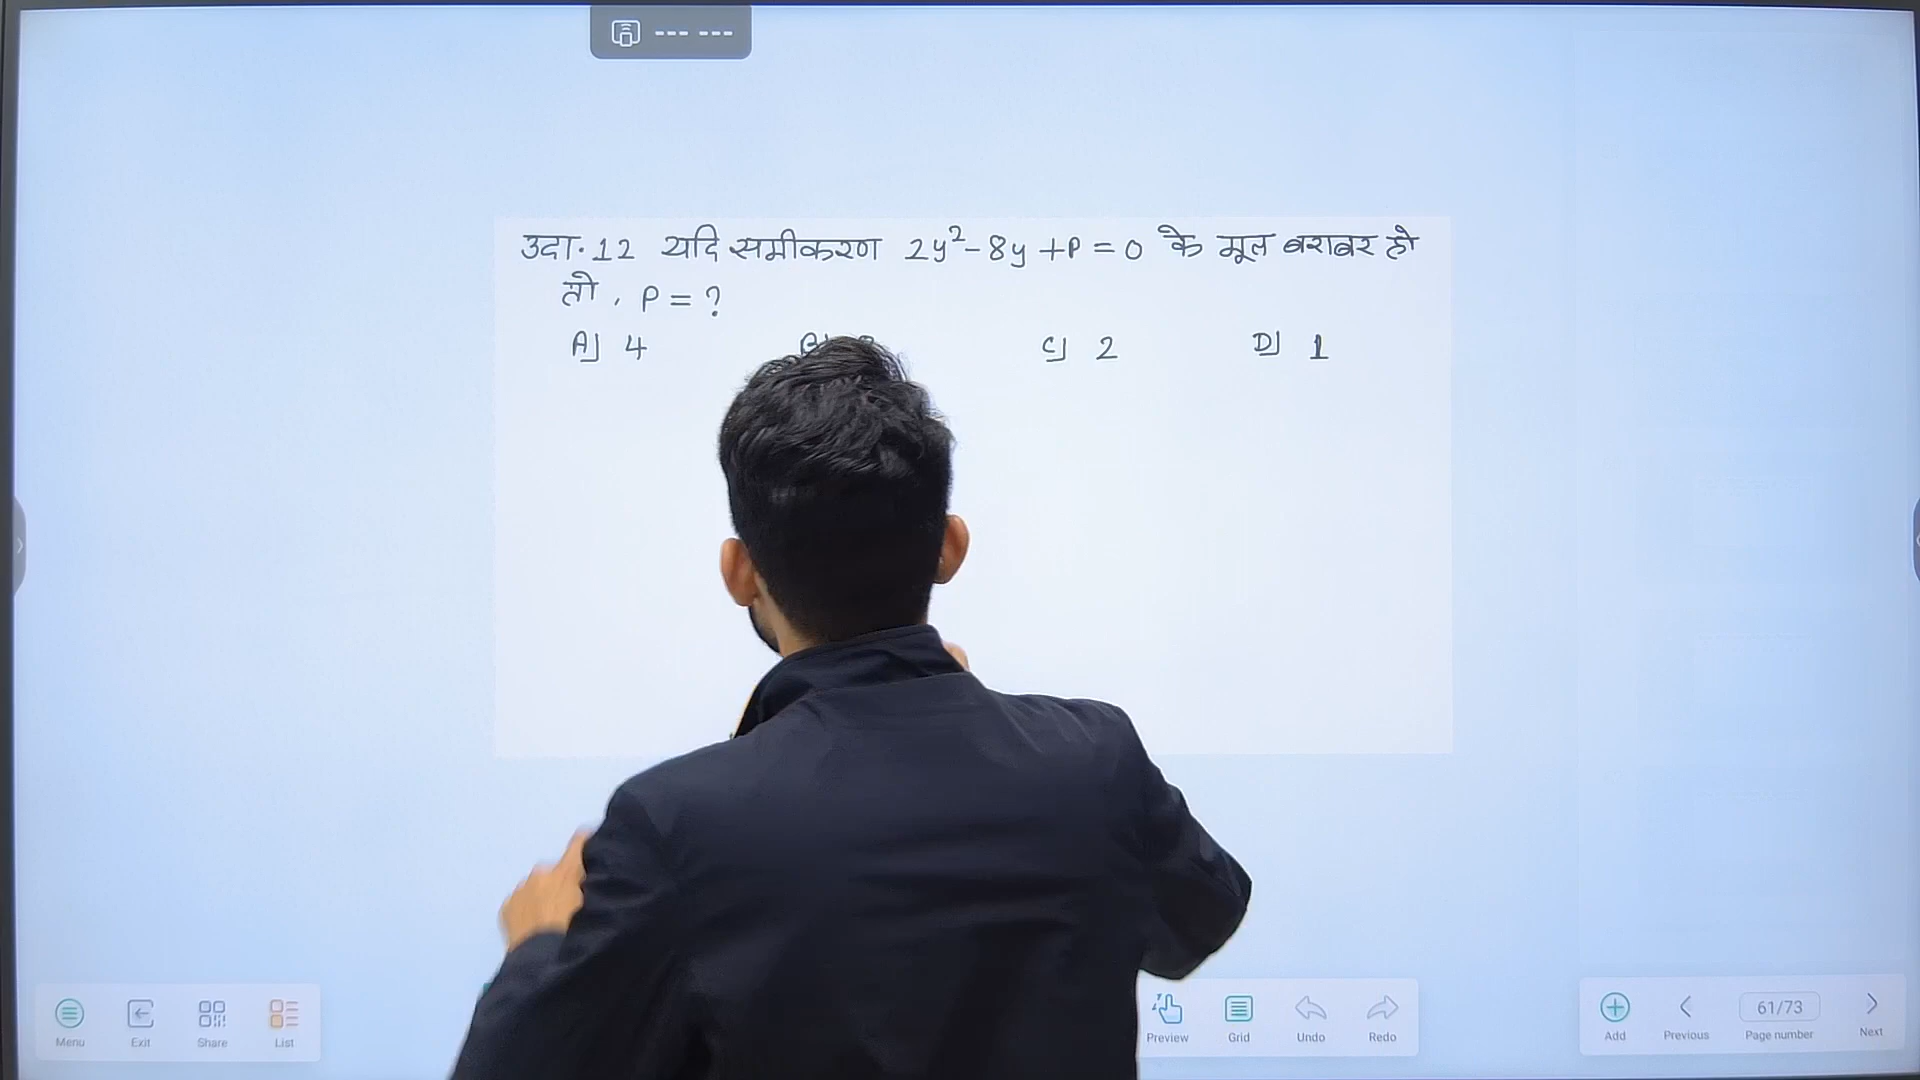 --- ---
उदा. 12 यदि समीकरण 2y² - 8y + P = 0 के मूल बराबर हो
तो, P = ?
A] 4 C] 2 D] 1
Menu Exit Share List Preview Grid Undo Redo Add Previous 61/73 Page number Next